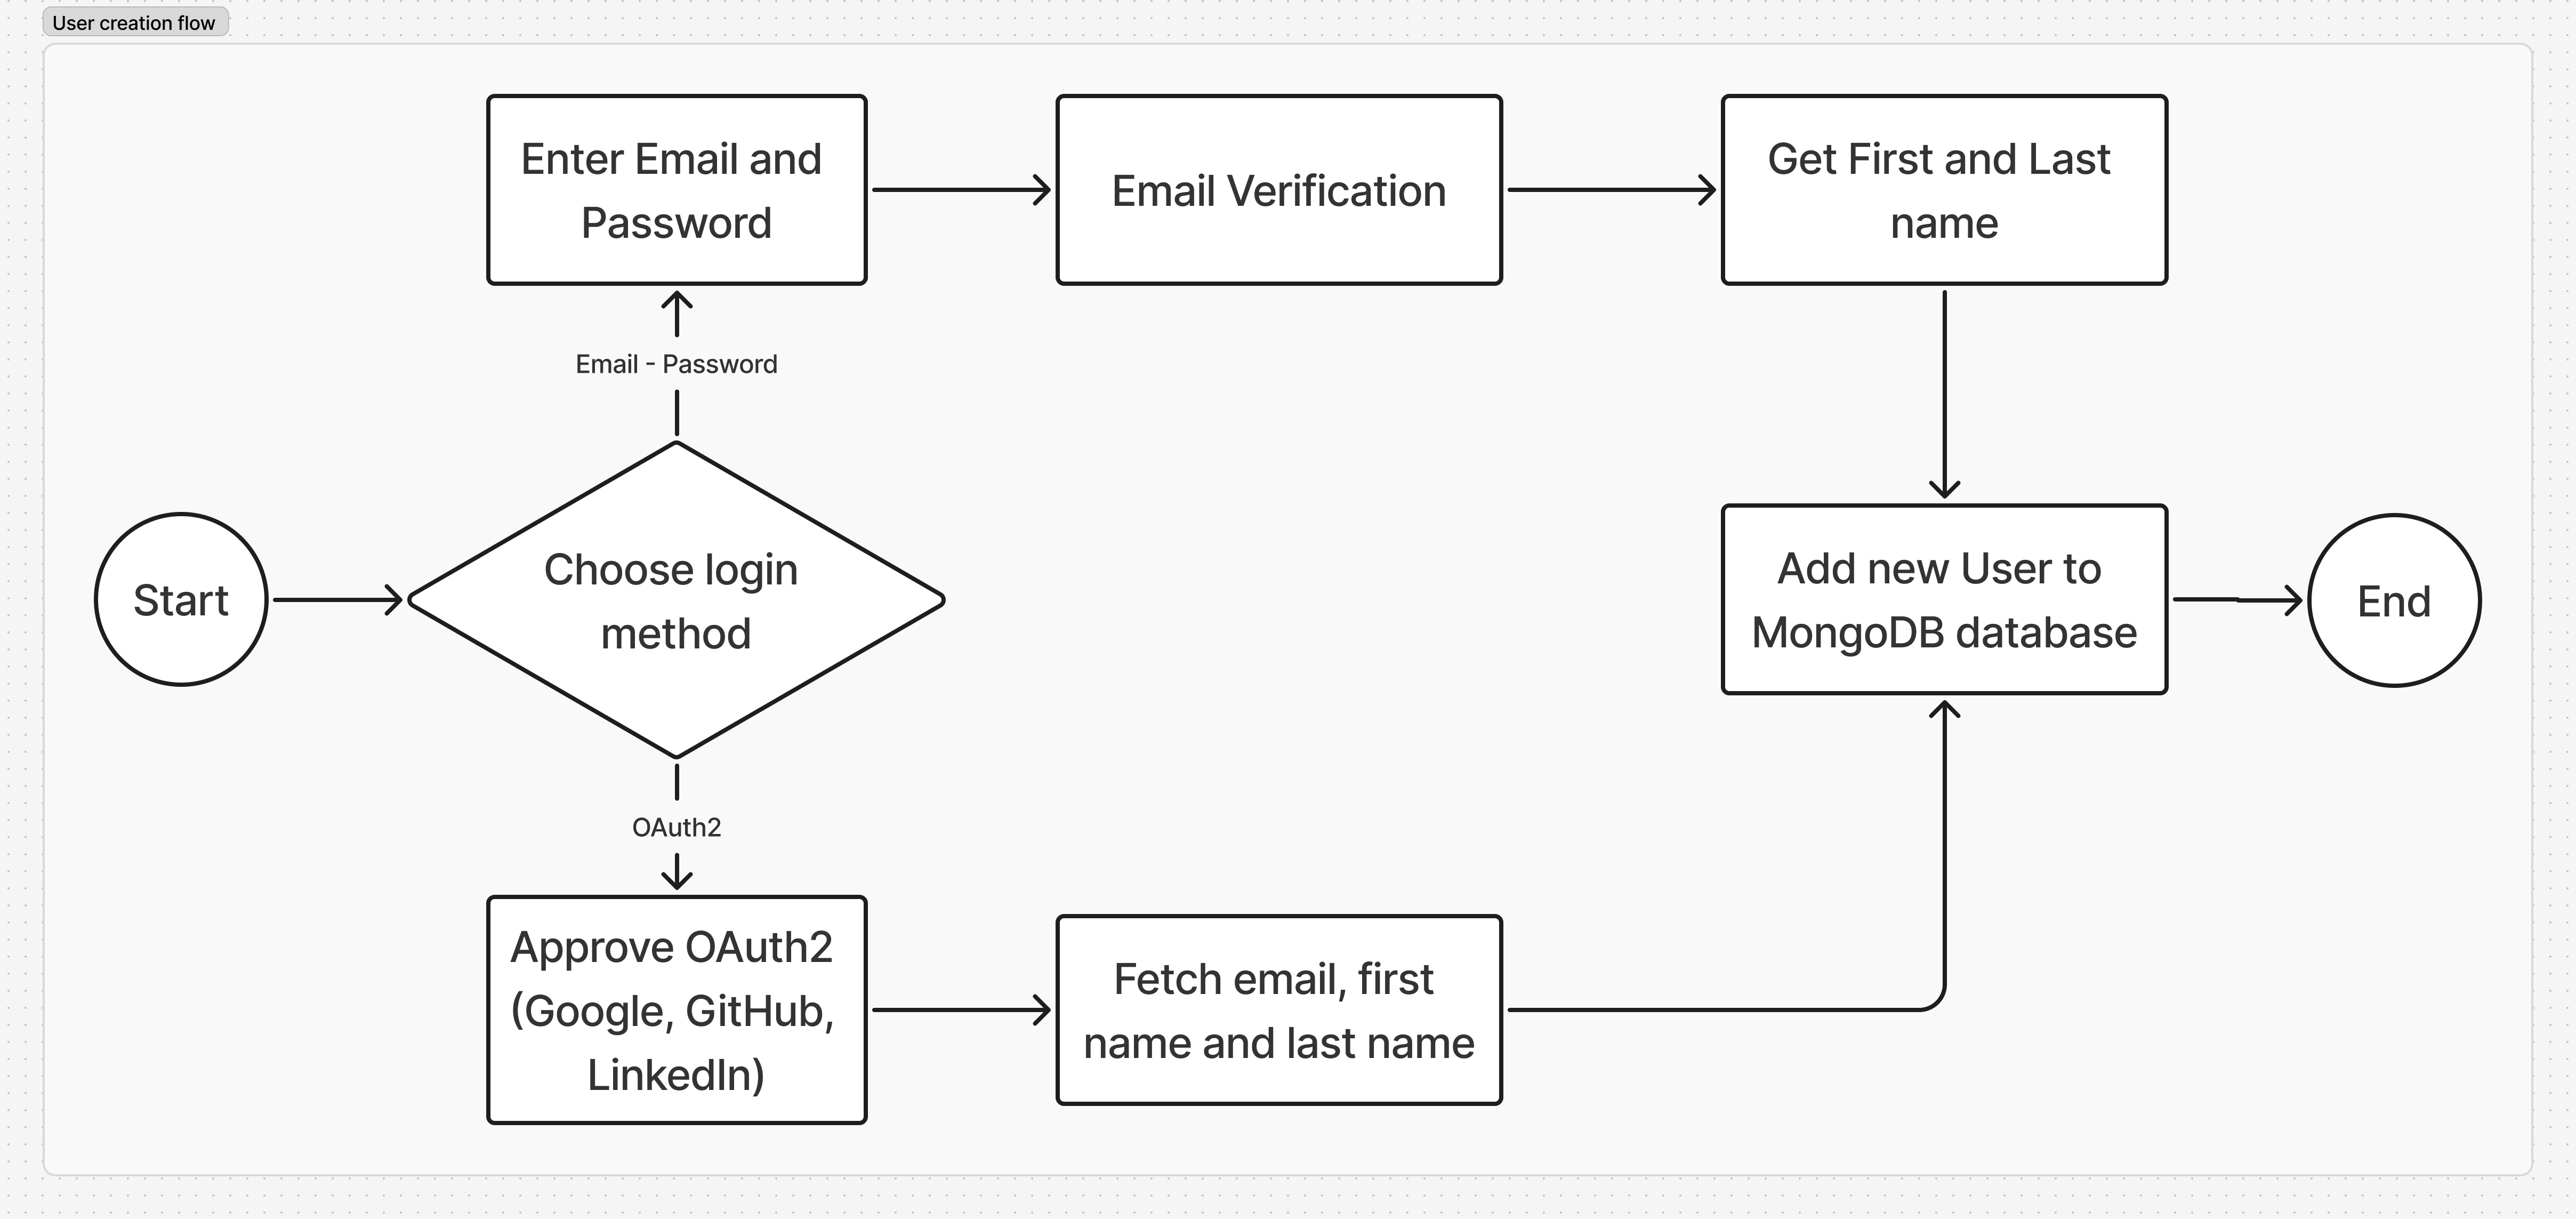 User creation flow
Enter Email and
Password
Email Verification
Get First and Last
name
Email - Password
Start
Choose login
method
Add new User to
MongoDB database
End
OAuth2
Approve OAuth2
(Google, GitHub,
LinkedIn)
Fetch email, first
name and last name